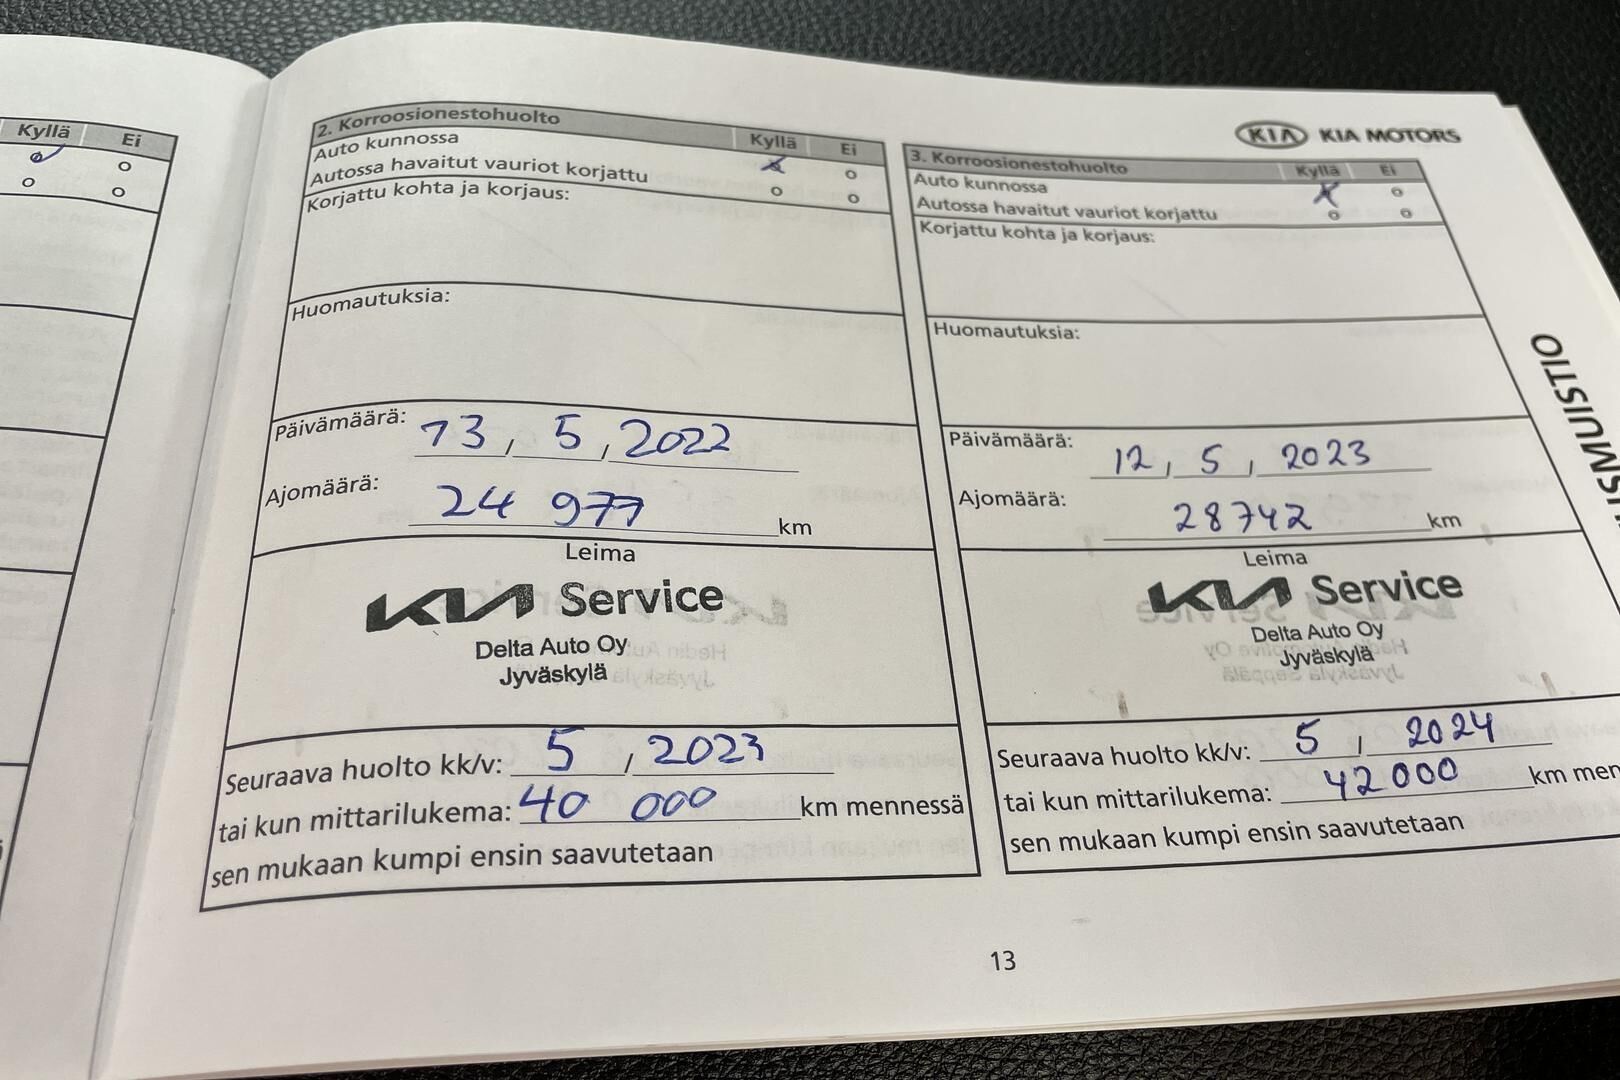 Kyllä Ei
2. Korroosionestohuolto Kyllä Ei
Auto kunnossa
Autossa havaitut vauriot korjattu
Korjattu kohta ja korjaus:
Huomautuksia:
Päivämäärä: 13, 5, 2022
Ajomäärä: 24 977 km
Leima
KIA Service
Delta Auto Oy
Jyväskylä
Seuraava huolto kk/v: 5 / 2023
tai kun mittarilukema: 40 000 km mennessä
sen mukaan kumpi ensin saavutetaan
KIA KIA MOTORS
3. Korroosionestohuolto Kyllä Ei
Auto kunnossa
Autossa havaitut vauriot korjattu
Korjattu kohta ja korjaus:
Huomautuksia:
Päivämäärä: 12, 5, 2023
Ajomäärä: 28742 km
Leima
KIA Service
Delta Auto Oy
Jyväskylä
Seuraava huolto kk/v: 5 / 2024
tai kun mittarilukema: 42000 km men
sen mukaan kumpi ensin saavutetaan
13